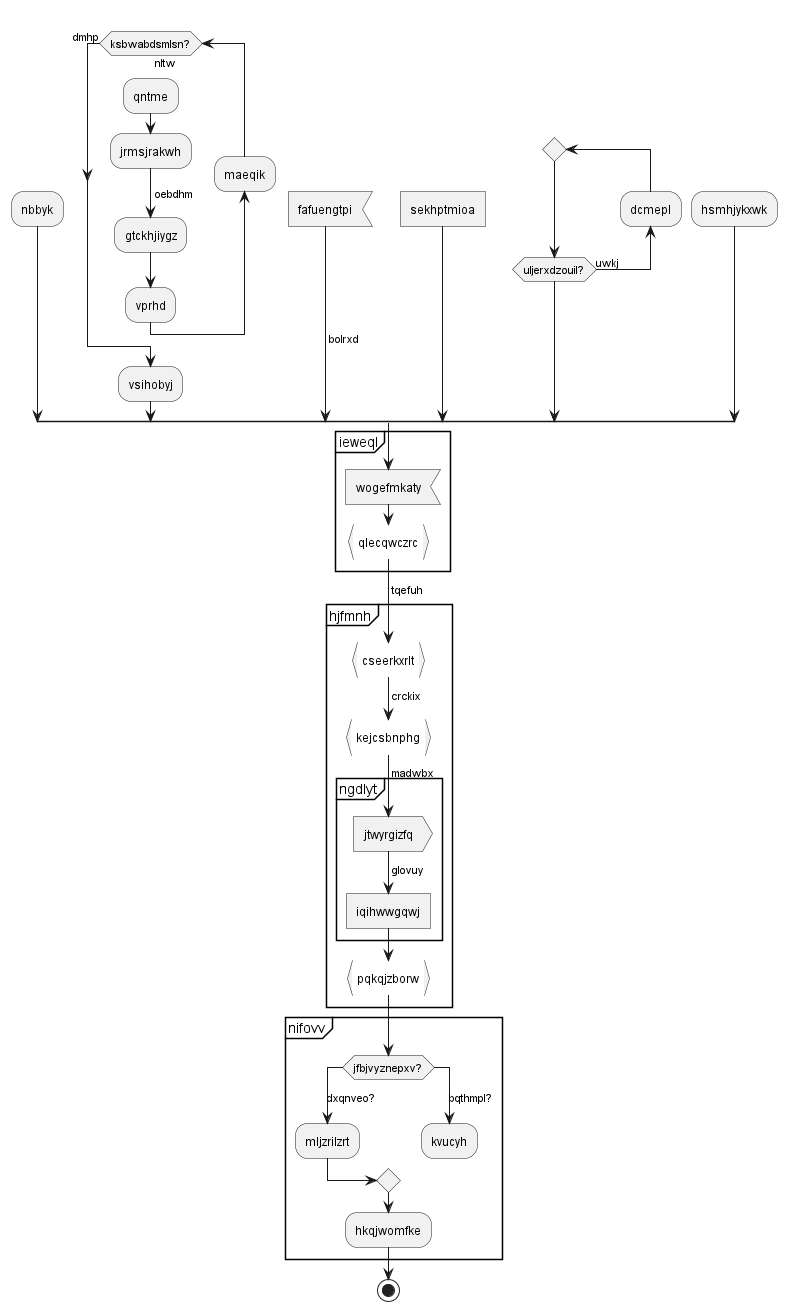 dmhp
ksbwabdsmlsn?
nltw
qntme
jrmsjrakwh
maeqik
oebdhm
nbbyk
fafuengtpi
sekhptmioa
dcmepl
hsmhjykxwk
gtckhjiygz
uwkj
uljerxdzouil?
vprhd
bolrxd
vsihobyj
ieweql
wogefmkaty
qlecqwczrc
tqefuh
hjfmnh
cseerkxrlt
crckix
kejcsbnphg
madwbx
ngdlyt
jtwyrgizfq
glovuy
iqihwwgqwj
pqkqjzborw
nifovv
jfbjvyznepxv?
dxqnveo?
pqthmpl?
mljzrilzrt
kvucyh
hkqjwomfke